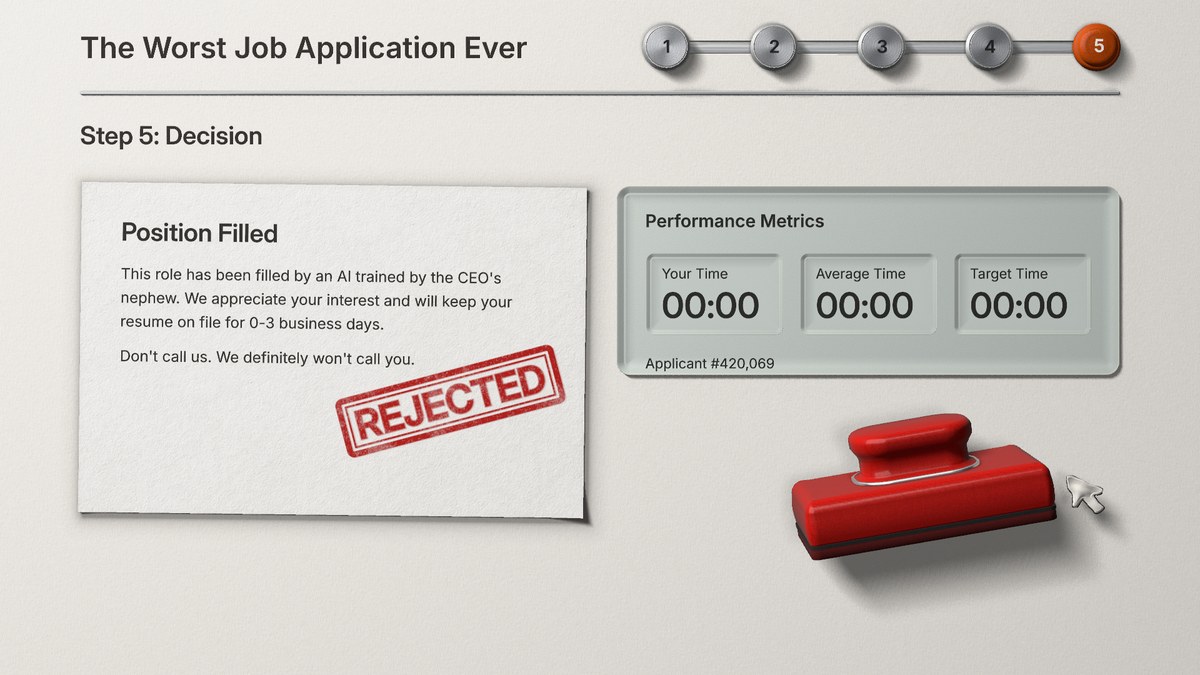 The Worst Job Application Ever
1 2 3 4 5
Step 5: Decision
Position Filled
This role has been filled by an AI trained by the CEO's
nephew. We appreciate your interest and will keep your
resume on file for 0-3 business days.
Don't call us. We definitely won't call you.
REJECTED
Performance Metrics
Your Time
00:00
Average Time
00:00
Target Time
00:00
Applicant #420,069